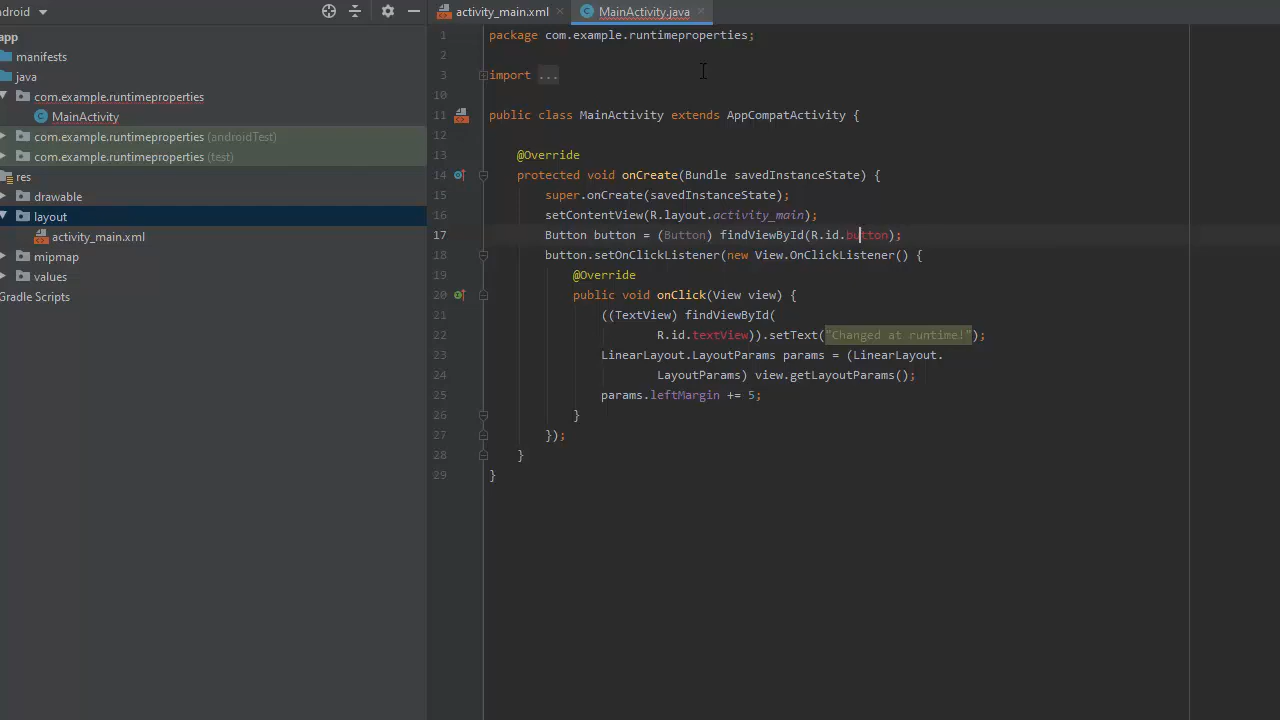 ndroid
activity_main.xml
MainActivity.java
app
manifests
java
com.example.runtimeproperties
MainActivity
com.example.runtimeproperties (androidTest)
com.example.runtimeproperties (test)
res
drawable
layout
activity_main.xml
mipmap
values
Gradle Scripts
1 package com.example.runtimeproperties;
2
3 import ...
10
11 public class MainActivity extends AppCompatActivity {
12
13 @Override
14 protected void onCreate(Bundle savedInstanceState) {
15 super.onCreate(savedInstanceState);
16 setContentView(R.layout.activity_main);
17 Button button = (Button) findViewById(R.id.button);
18 button.setOnClickListener(new View.OnClickListener() {
19 @Override
20 public void onClick(View view) {
21 ((TextView) findViewById(
22 R.id.textView)).setText("Changed at runtime!");
23 LinearLayout.LayoutParams params = (LinearLayout.
24 LayoutParams) view.getLayoutParams();
25 params.leftMargin += 5;
26 }
27 });
28 }
29 }